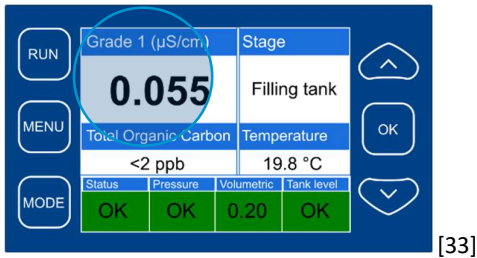 RUN
MENU
MODE
Grade 1 (µS/cm)
0.055
Stage
Filling tank
Total Organic Carbon
<2 ppb
Temperature
19.8 °C
Status
OK
Pressure
OK
Volumetric
0.20
Tank level
OK
OK
[33]